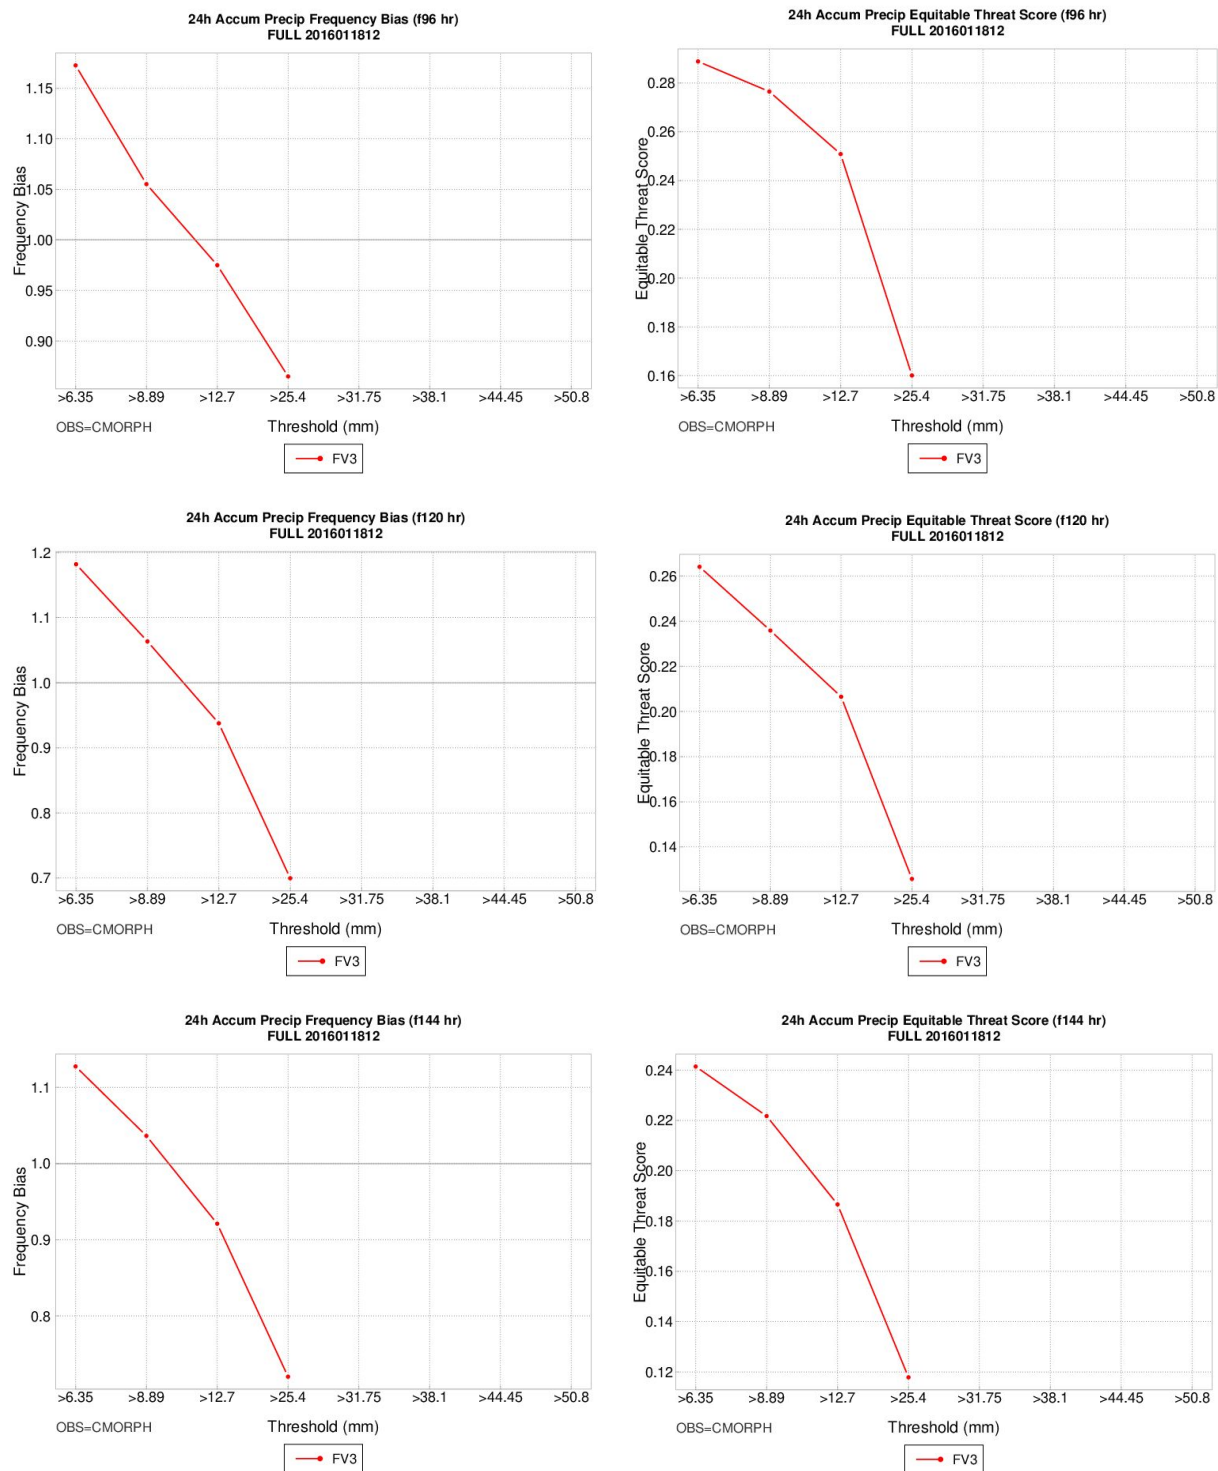 24h Accum Precip Frequency Bias (f96 hr)
FULL 2016011812
1.15
1.10
1.05
1.00
0.95
0.90
Frequency Bias
>6.35 >8.89 >12.7 >25.4 >31.75 >38.1 >44.45 >50.8
OBS=CMORPH Threshold (mm)
FV3
24h Accum Precip Equitable Threat Score (f96 hr)
FULL 2016011812
0.28
0.26
0.24
0.22
0.20
0.18
0.16
Equitable Threat Score
>6.35 >8.89 >12.7 >25.4 >31.75 >38.1 >44.45 >50.8
OBS=CMORPH Threshold (mm)
FV3
24h Accum Precip Frequency Bias (f120 hr)
FULL 2016011812
1.2
1.1
1.0
0.9
0.8
0.7
Frequency Bias
>6.35 >8.89 >12.7 >25.4 >31.75 >38.1 >44.45 >50.8
OBS=CMORPH Threshold (mm)
FV3
24h Accum Precip Equitable Threat Score (f120 hr)
FULL 2016011812
0.26
0.24
0.22
0.20
0.18
0.16
0.14
Equitable Threat Score
>6.35 >8.89 >12.7 >25.4 >31.75 >38.1 >44.45 >50.8
OBS=CMORPH Threshold (mm)
FV3
24h Accum Precip Frequency Bias (f144 hr)
FULL 2016011812
1.1
1.0
0.9
0.8
Frequency Bias
>6.35 >8.89 >12.7 >25.4 >31.75 >38.1 >44.45 >50.8
OBS=CMORPH Threshold (mm)
FV3
24h Accum Precip Equitable Threat Score (f144 hr)
FULL 2016011812
0.24
0.22
0.20
0.18
0.16
0.14
0.12
Equitable Threat Score
>6.35 >8.89 >12.7 >25.4 >31.75 >38.1 >44.45 >50.8
OBS=CMORPH Threshold (mm)
FV3